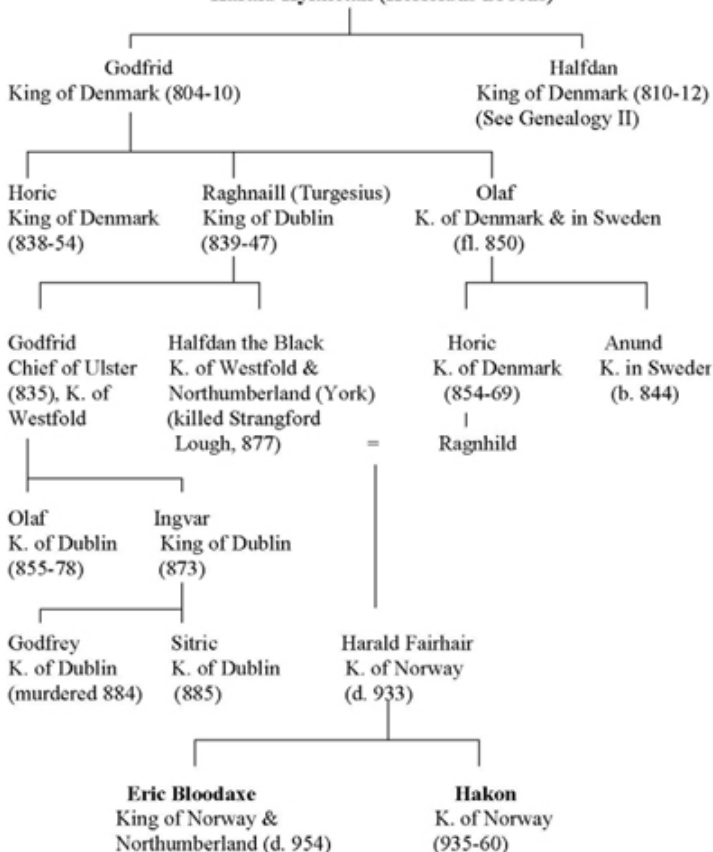 Godfrid
King of Denmark (804-10)
Halfdan
King of Denmark (810-12)
(See Genealogy II)
Horic
King of Denmark
(838-54)
Raghnaill (Turgesius)
King of Dublin
(839-47)
Olaf
K. of Denmark & in Sweden
(fl. 850)
Godfrid
Chief of Ulster
(835), K. of
Westfold
Halfdan the Black
K. of Westfold &
Northumberland (York)
(killed Strangford
Lough, 877)
=
Horic
K. of Denmark
(854-69)
Ragnhild
Anund
K. in Sweden
(b. 844)
Olaf
K. of Dublin
(855-78)
Ingvar
King of Dublin
(873)
Godfrey
K. of Dublin
(murdered 884)
Sitric
K. of Dublin
(885)
Harald Fairhair
K. of Norway
(d. 933)
Eric Bloodaxe
King of Norway &
Northumberland (d. 954)
Hakon
K. of Norway
(935-60)